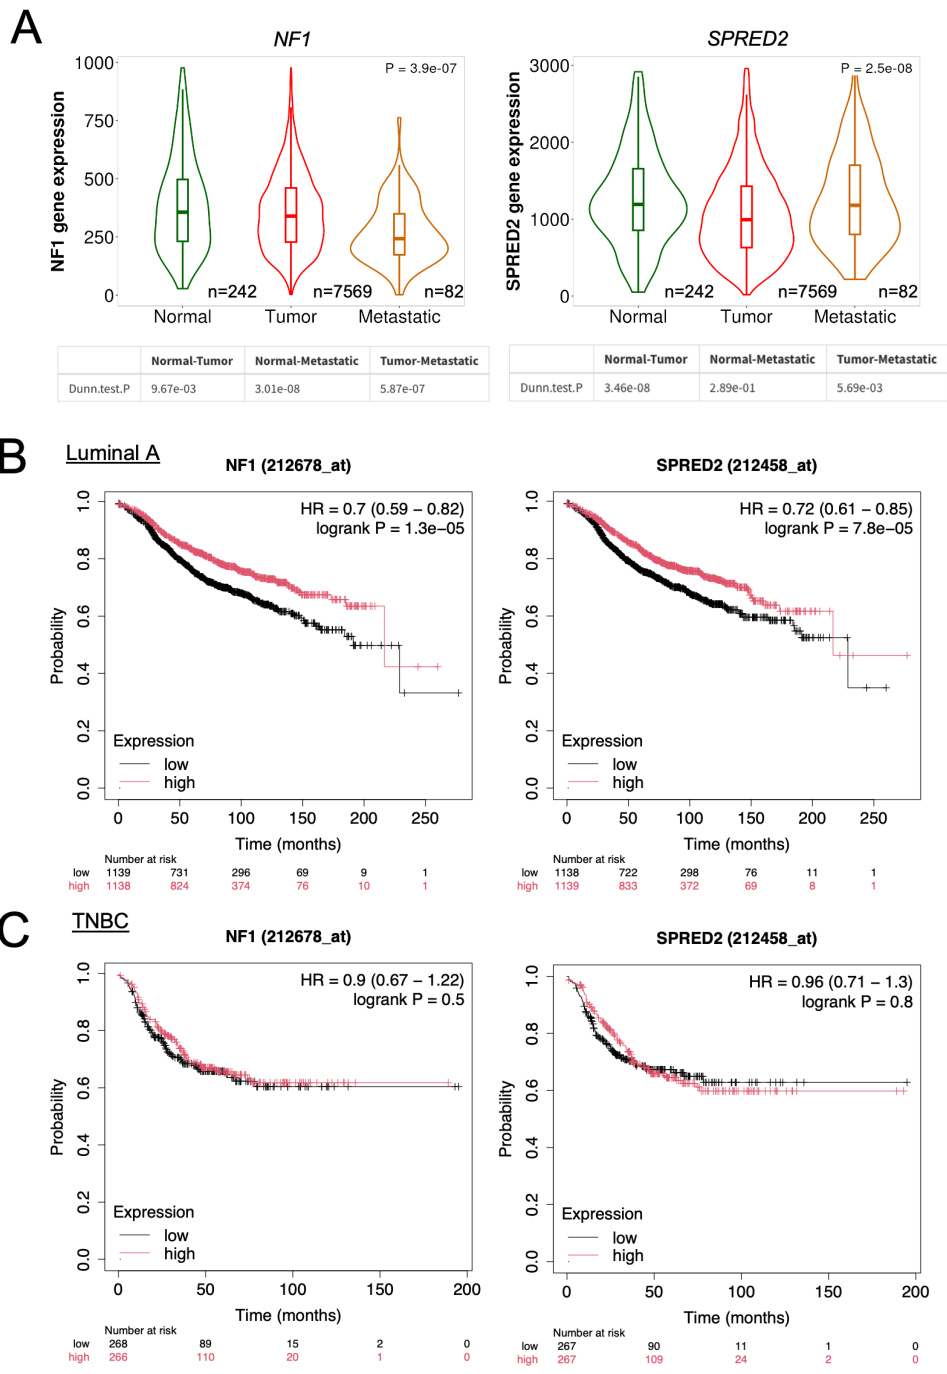 A
NF1
SPRED2
P = 3.9e-07
P = 2.5e-08
NF1 gene expression
1000
750
500
250
0
n=242
n=7569
n=82
Normal
Tumor
Metastatic
SPRED2 gene expression
3000
2000
1000
0
n=242
n=7569
n=82
Normal
Tumor
Metastatic
Normal-Tumor Normal-Metastatic Tumor-Metastatic
Dunn.test.P 9.67e-03 3.01e-08 5.87e-07
Normal-Tumor Normal-Metastatic Tumor-Metastatic
Dunn.test.P 3.46e-08 2.89e-01 5.69e-03
B
Luminal A
NF1 (212678_at)
HR = 0.7 (0.59 − 0.82)
logrank P = 1.3e−05
Probability
1.0
0.8
0.6
0.4
0.2
0.0
Expression
low
high
0 50 100 150 200 250
Time (months)
Number at risk
low 1139 731 296 69 9 1
high 1138 824 374 76 10 1
SPRED2 (212458_at)
HR = 0.72 (0.61 − 0.85)
logrank P = 7.8e−05
Probability
1.0
0.8
0.6
0.4
0.2
0.0
Expression
low
high
0 50 100 150 200 250
Time (months)
Number at risk
low 1138 722 298 76 11 1
high 1139 833 372 69 8 1
C
TNBC
NF1 (212678_at)
HR = 0.9 (0.67 − 1.22)
logrank P = 0.5
Probability
1.0
0.8
0.6
0.4
0.2
0.0
Expression
low
high
0 50 100 150 200
Time (months)
Number at risk
low 268 89 15 2 0
high 266 110 20 1 0
SPRED2 (212458_at)
HR = 0.96 (0.71 − 1.3)
logrank P = 0.8
Probability
1.0
0.8
0.6
0.4
0.2
0.0
Expression
low
high
0 50 100 150 200
Time (months)
Number at risk
low 267 90 11 1 0
high 267 109 24 2 0